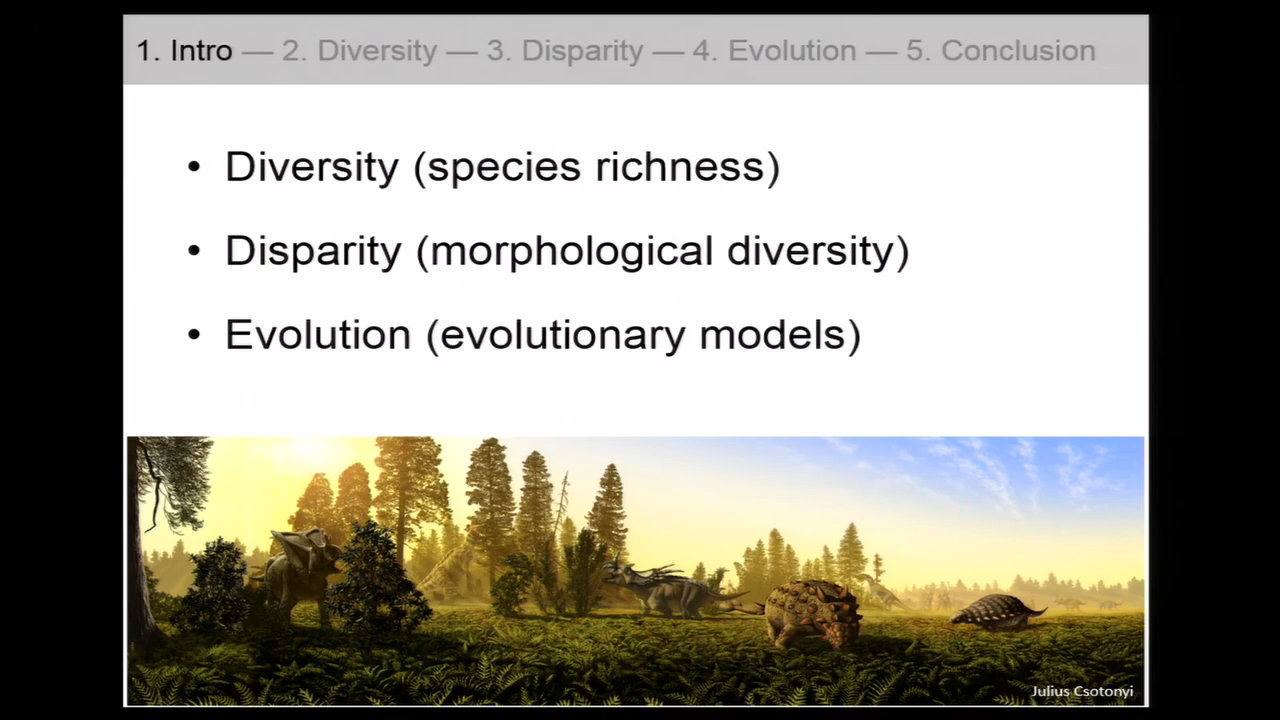 1. Intro — 2. Diversity — 3. Disparity — 4. Evolution — 5. Conclusion
• Diversity (species richness)
• Disparity (morphological diversity)
• Evolution (evolutionary models)
Julius Csotonyi